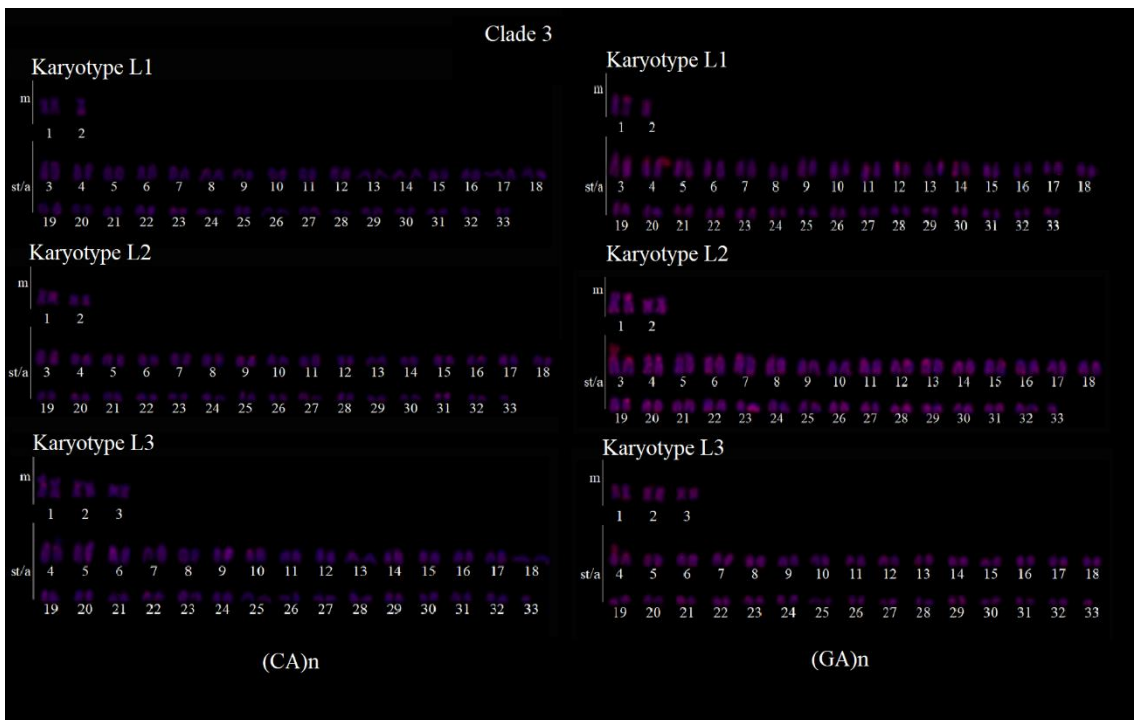 Clade 3
Karyotype L1
m
1 2
st/a
3 4 5 6 7 8 9 10 11 12 13 14 15 16 17 18
19 20 21 22 23 24 25 26 27 28 29 30 31 32 33
Karyotype L2
m
1 2
st/a
3 4 5 6 7 8 9 10 11 12 13 14 15 16 17 18
19 20 21 22 23 24 25 26 27 28 29 30 31 32 33
Karyotype L3
m
1 2 3
st/a
4 5 6 7 8 9 10 11 12 13 14 15 16 17 18
19 20 21 22 23 24 25 26 27 28 29 30 31 32 33
(CA)n
Karyotype L1
m
1 2
st/a
3 4 5 6 7 8 9 10 11 12 13 14 15 16 17 18
19 20 21 22 23 24 25 26 27 28 29 30 31 32 33
Karyotype L2
m
1 2
st/a
3 4 5 6 7 8 9 10 11 12 13 14 15 16 17 18
19 20 21 22 23 24 25 26 27 28 29 30 31 32 33
Karyotype L3
m
1 2 3
st/a
4 5 6 7 8 9 10 11 12 13 14 15 16 17 18
19 20 21 22 23 24 25 26 27 28 29 30 31 32 33
(GA)n